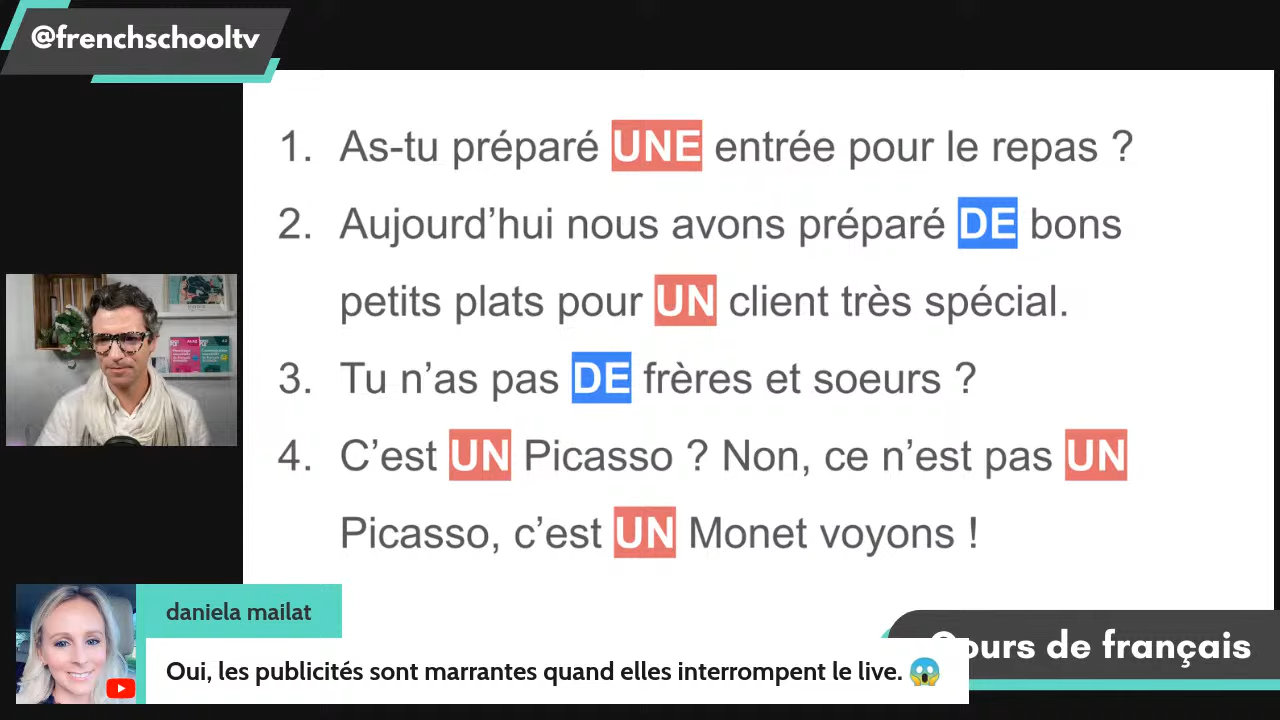 @frenchschooltv
1. As-tu préparé UNE entrée pour le repas ?
2. Aujourd'hui nous avons préparé DE bons
petits plats pour UN client très spécial.
3. Tu n'as pas DE frères et soeurs ?
4. C'est UN Picasso ? Non, ce n'est pas UN
Picasso, c'est UN Monet voyons !
daniela mailat
Oui, les publicités sont marrantes quand elles interrompent le live. 😱
Cours de français